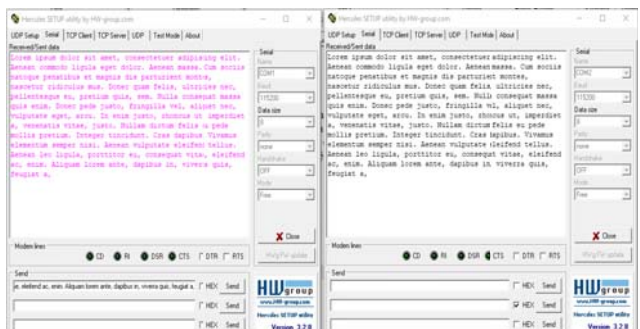 Hercules SETUP utility by HW-group.com
UDP Setup Serial TCP Client TCP Server UDP Test Mode About
Received/Sent data
Lorem ipsum dolor sit amet, consectetuer adipiscing elit.
Aenean commodo ligula eget dolor. Aenean massa. Cum sociis
natoque penatibus et magnis dis parturient montes,
nascetur ridiculus mus. Donec quam felis, ultricies nec,
pellentesque eu, pretium quis, sem. Nulla consequat massa
quis enim. Donec pede justo, fringilla vel, aliquet nec,
vulputate eget, arcu. In enim justo, rhoncus ut, imperdiet
a, venenatis vitae, justo. Nullam dictum felis eu pede
mollis pretium. Integer tincidunt. Cras dapibus. Vivamus
elementum semper nisi. Aenean vulputate eleifend tellus.
Aenean leo ligula, porttitor eu, consequat vitae, eleifend
ac, enim. Aliquam lorem ante, dapibus in, viverra quis,
feugiat a,
Serial
Name
COM1
Baud
115200
Data size
8
Parity
none
Handshake
OFF
Mode
Free
Close
HWg FW update
Modem lines
CD RI DSR CTS DTR RTS
Send
ie, eleifend ac, enim. Aliquam lorem ante, dapibus in, viverra quis, feugiat a, HEX Send
HEX Send
HEX Send
HWgroup
www.HW-group.com
Hercules SETUP utility
Version 3.2.8
Hercules SETUP utility by HW-group.com
UDP Setup Serial TCP Client TCP Server UDP Test Mode About
Received/Sent data
Lorem ipsum dolor sit amet, consectetuer adipiscing elit.
Aenean commodo ligula eget dolor. Aenean massa. Cum sociis
natoque penatibus et magnis dis parturient montes,
nascetur ridiculus mus. Donec quam felis, ultricies nec,
pellentesque eu, pretium quis, sem. Nulla consequat massa
quis enim. Donec pede justo, fringilla vel, aliquet nec,
vulputate eget, arcu. In enim justo, rhoncus ut, imperdiet
a, venenatis vitae, justo. Nullam dictum felis eu pede
mollis pretium. Integer tincidunt. Cras dapibus. Vivamus
elementum semper nisi. Aenean vulputate eleifend tellus.
Aenean leo ligula, porttitor eu, consequat vitae, eleifend
ac, enim. Aliquam lorem ante, dapibus in, viverra quis,
feugiat a,
Serial
Name
COM2
Baud
115200
Data size
8
Parity
none
Handshake
OFF
Mode
Free
Close
HWg FW update
Modem lines
CD RI DSR CTS DTR RTS
Send
HEX Send
HEX Send
HEX Send
HWgroup
www.HW-group.com
Hercules SETUP utility
Version 3.2.8